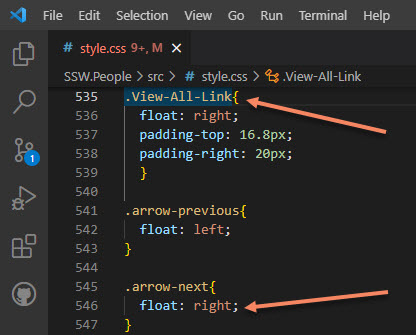 File Edit Selection View Go Run Terminal Help
# style.css 9+, M ×
SSW.People > src > # style.css > .View-All-Link
535 .View-All-Link{
536 float: right;
537 padding-top: 16.8px;
538 padding-right: 20px;
539 }
540
541 .arrow-previous{
542 float: left;
543 }
544
545 .arrow-next{
546 float: right;
547 }
1